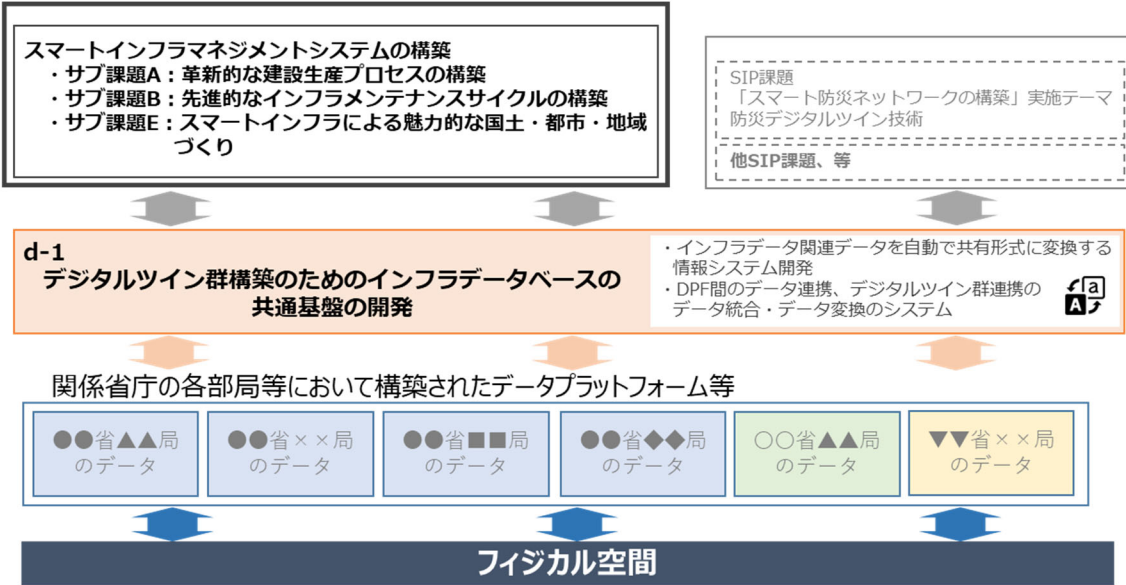 スマートインフラマネジメントシステムの構築
・サブ課題A：革新的な建設生産プロセスの構築
・サブ課題B：先進的なインフラメンテナンスサイクルの構築
・サブ課題E：スマートインフラによる魅力的な国土・都市・地域
づくり
SIP課題
「スマート防災ネットワークの構築」実施テーマ
防災デジタルツイン技術
他SIP課題、等
d-1
デジタルツイン群構築のためのインフラデータベースの
共通基盤の開発
・インフラデータ関連データを自動で共有形式に変換する
情報システム開発
・DPF間のデータ連携、デジタルツイン群連携の
データ統合・データ変換のシステム
a
A
関係省庁の各部局等において構築されたデータプラットフォーム等
●●省▲▲局
のデータ
●●省××局
のデータ
●●省■■局
のデータ
●●省◆◆局
のデータ
○○省▲▲局
のデータ
▼▼省××局
のデータ
フィジカル空間